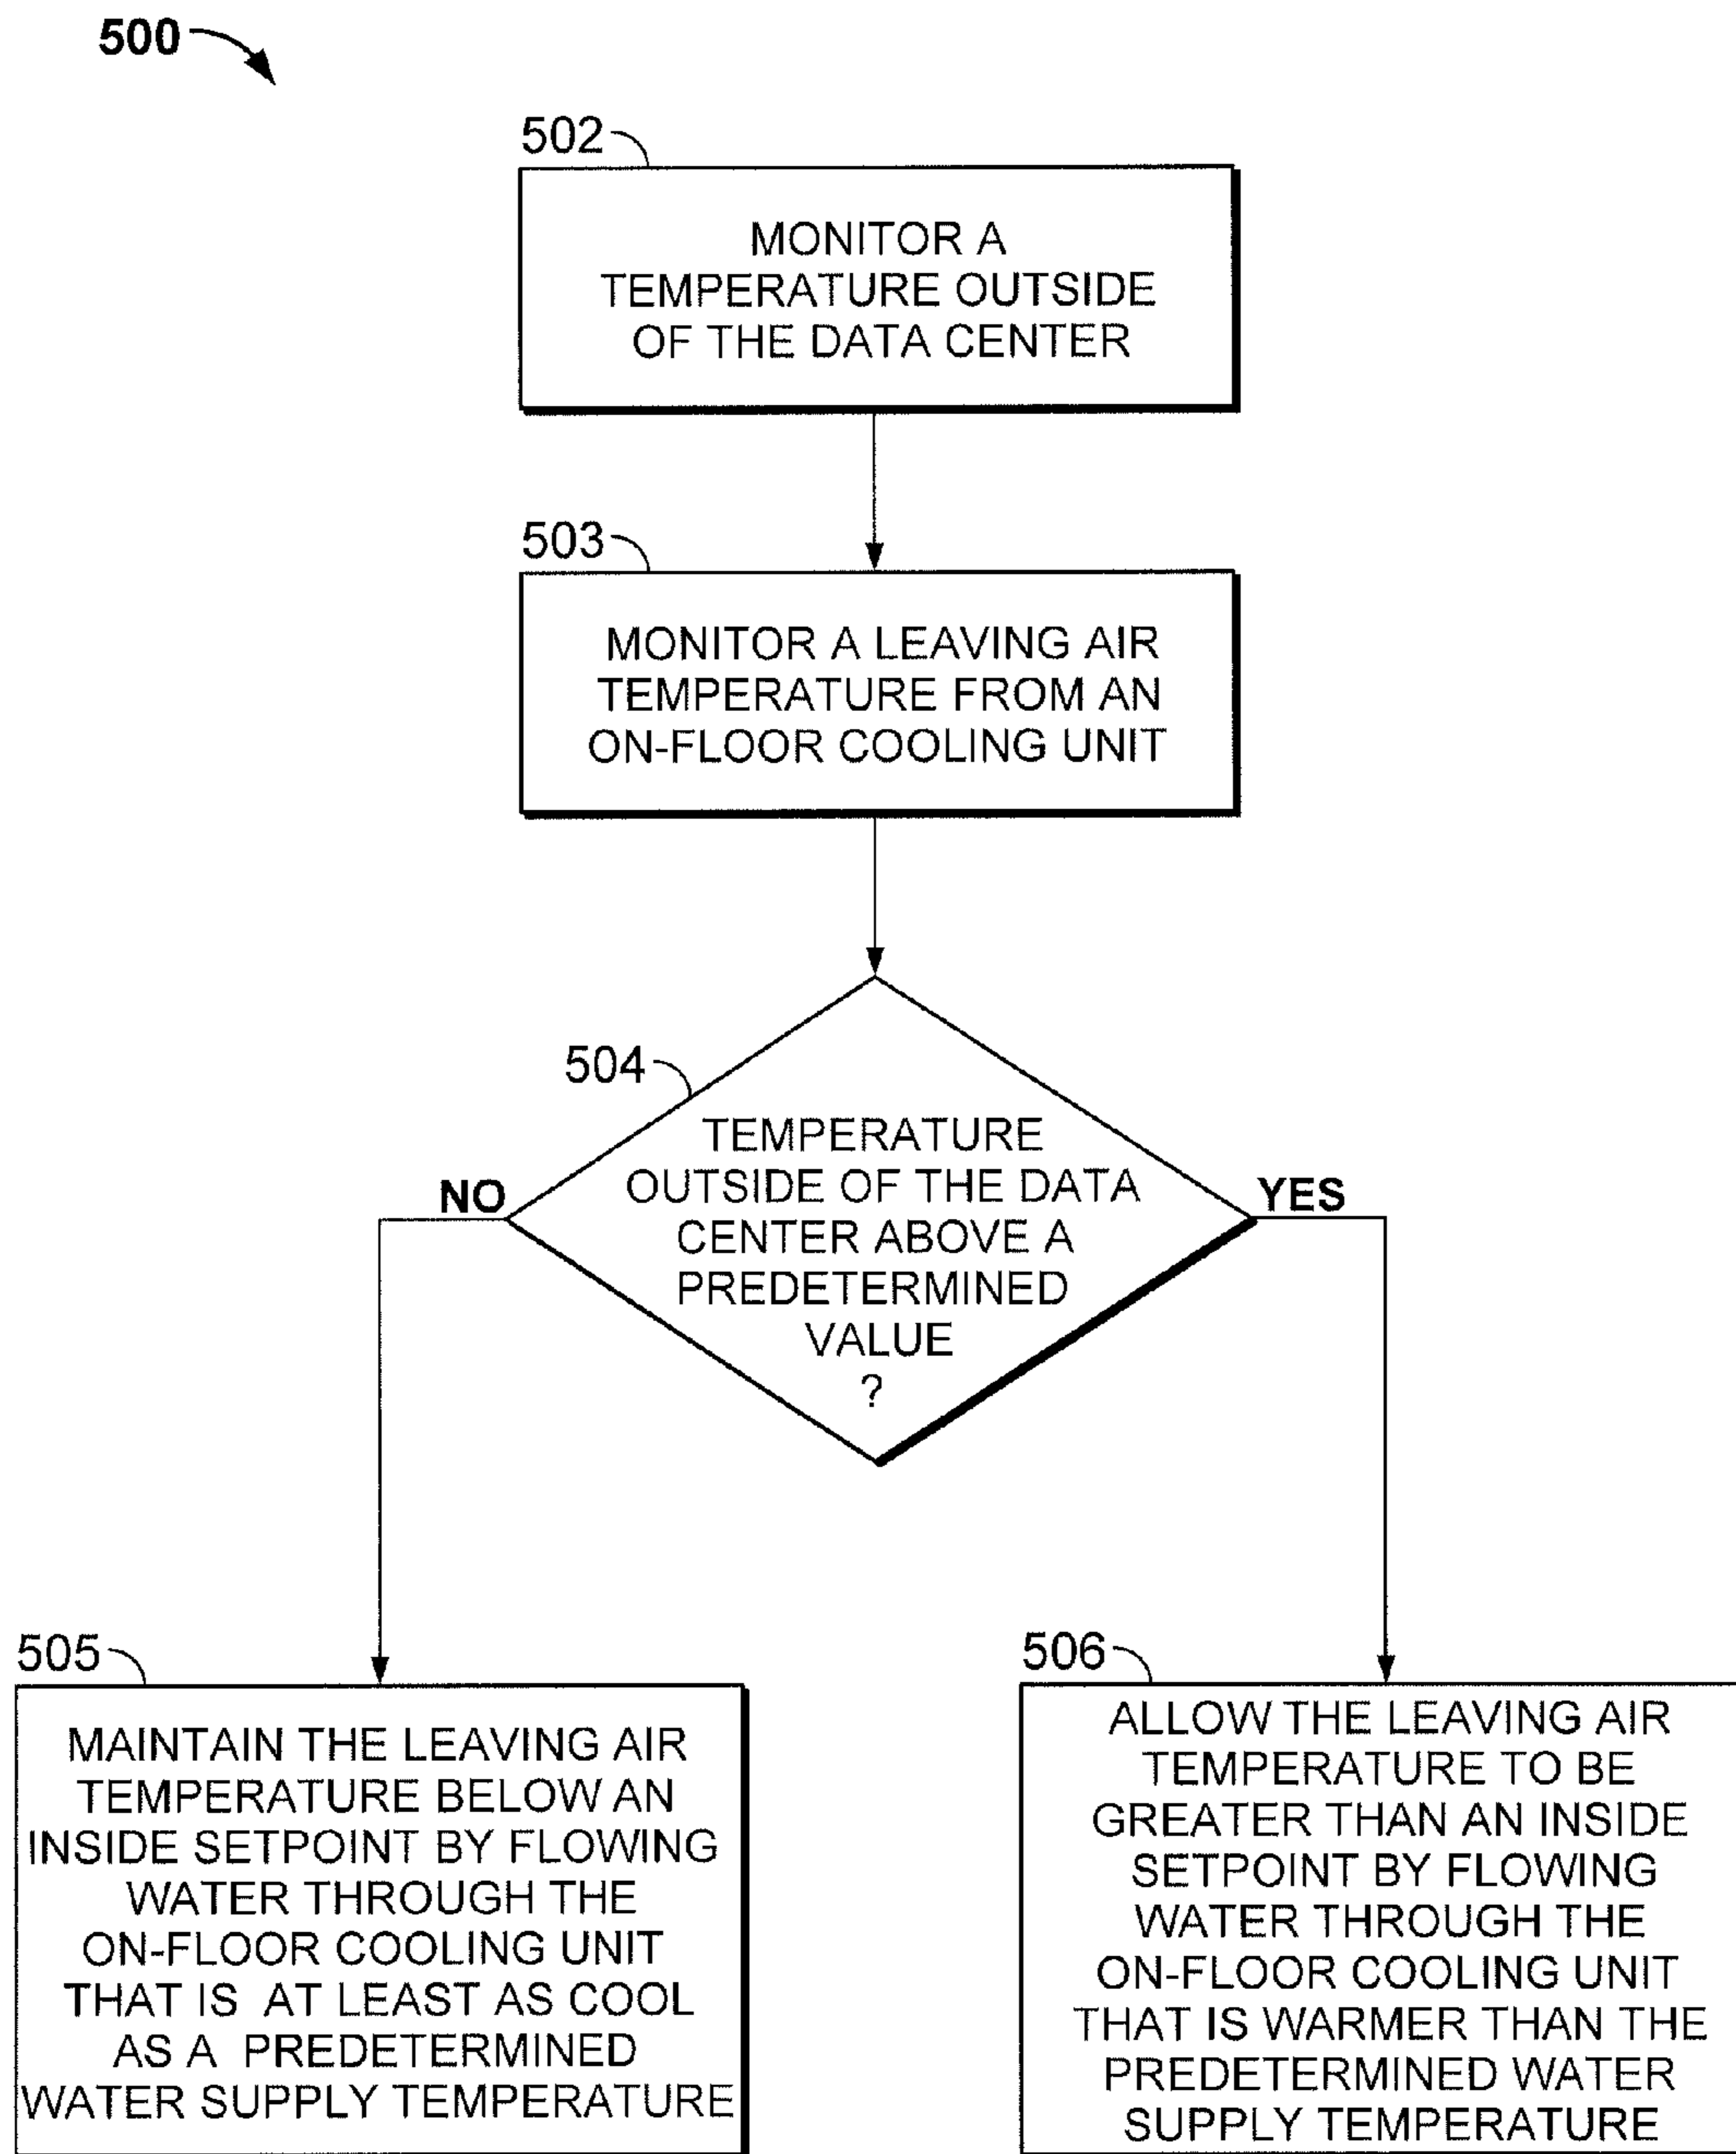 500
502
MONITOR A
TEMPERATURE OUTSIDE
OF THE DATA CENTER
503
MONITOR A LEAVING AIR
TEMPERATURE FROM AN
ON-FLOOR COOLING UNIT
504
TEMPERATURE
OUTSIDE OF THE DATA
CENTER ABOVE A
PREDETERMINED
VALUE
?
NO
YES
505
MAINTAIN THE LEAVING AIR
TEMPERATURE BELOW AN
INSIDE SETPOINT BY FLOWING
WATER THROUGH THE
ON-FLOOR COOLING UNIT
THAT IS AT LEAST AS COOL
AS A PREDETERMINED
WATER SUPPLY TEMPERATURE
506
ALLOW THE LEAVING AIR
TEMPERATURE TO BE
GREATER THAN AN INSIDE
SETPOINT BY FLOWING
WATER THROUGH THE
ON-FLOOR COOLING UNIT
THAT IS WARMER THAN THE
PREDETERMINED WATER
SUPPLY TEMPERATURE